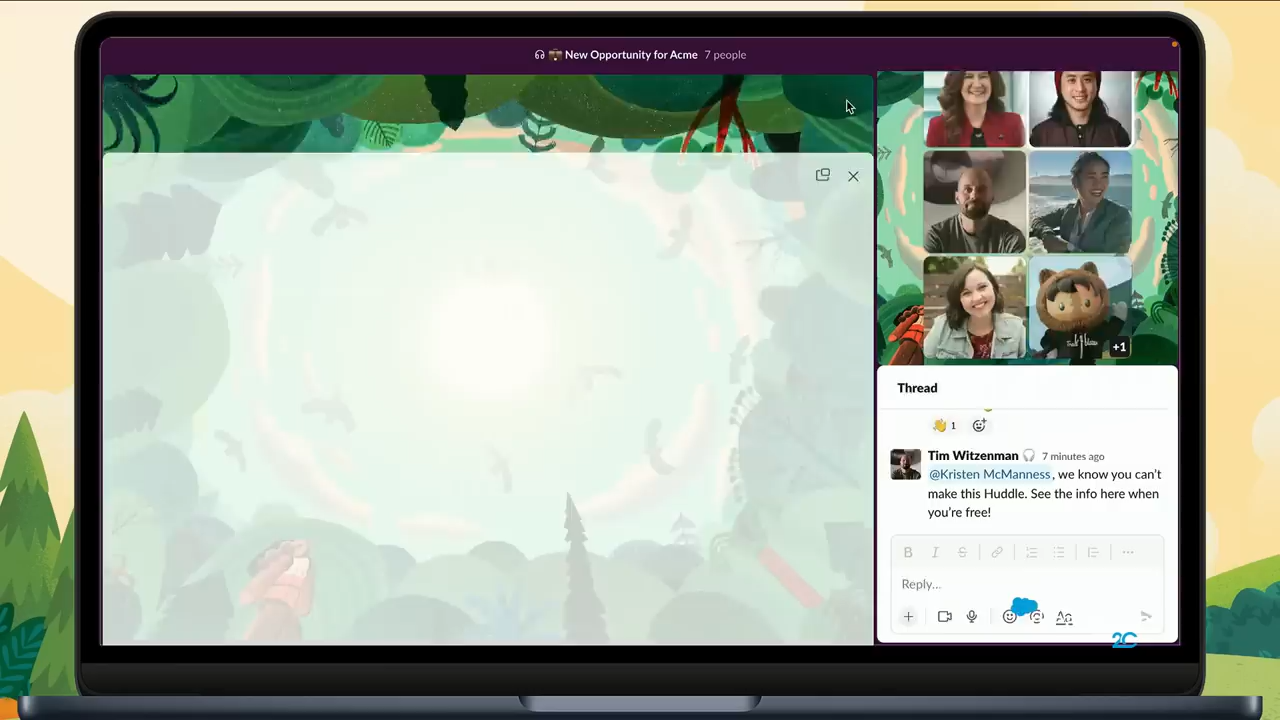 New Opportunity for Acme 7 people
+1
Thread
1
Tim Witzenman 7 minutes ago
@Kristen McManness, we know you can't
make this Huddle. See the info here when
you're free!
B I S
Reply...
Aa